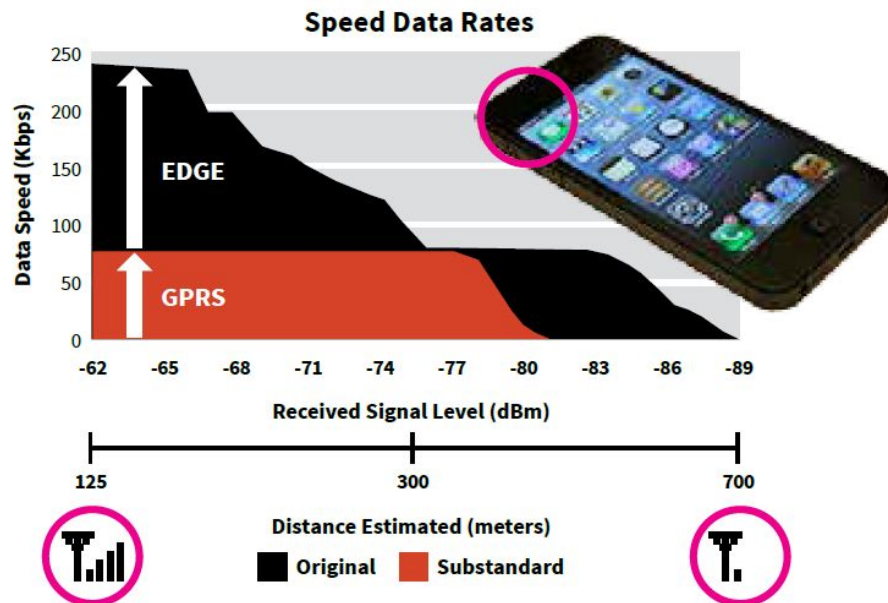 Speed Data Rates
Data Speed (Kbps)
250
200
150
100
50
0
EDGE
GPRS
-62 -65 -68 -71 -74 -77 -80 -83 -86 -89
Received Signal Level (dBm)
125 300 700
Distance Estimated (meters)
Original Substandard